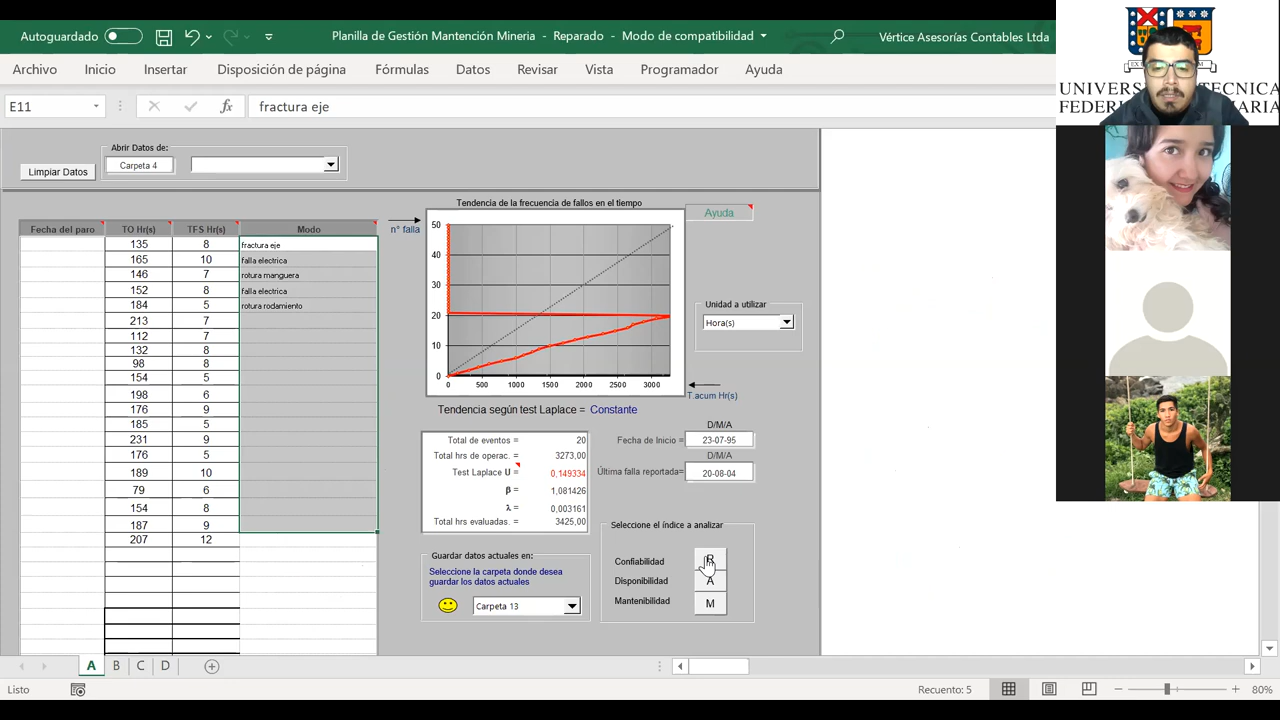 Autoguardado
Planilla de Gestión Mantención Mineria - Reparado - Modo de compatibilidad
Vértice Asesorías Contables Ltda
Archivo Inicio Insertar Disposición de página Fórmulas Datos Revisar Vista Programador Ayuda
E11 fx fractura eje
Abrir Datos de:
Limpiar Datos Carpeta 4
Fecha del paro TO Hr(s) TFS Hr(s) Modo
135 8 fractura eje
165 10 falla electrica
146 7 rotura manguera
152 8 falla electrica
184 5 rotura rodamiento
213 7
112 7
132 8
98 8
154 5
198 6
176 9
185 5
231 9
176 5
189 10
79 6
154 8
187 9
207 12
Tendencia de la frecuencia de fallos en el tiempo
n° falla
50
40
30
20
10
0
0 500 1000 1500 2000 2500 3000
T.acum Hr(s)
Ayuda
Unidad a utilizar
Hora(s)
Tendencia según test Laplace = Constante
Total de eventos = 20
Total hrs de operac. = 3273,00
Test Laplace U = 0,149334
β = 1,081426
λ = 0,003161
Total hrs evaluadas. = 3425,00
D/M/A
Fecha de Inicio = 23-07-95
D/M/A
Última falla reportada= 20-08-04
Guardar datos actuales en:
Seleccione la carpeta donde desea
guardar los datos actuales
Carpeta 13
Seleccione el índice a analizar
Confiabilidad R
Disponibilidad A
Mantenibilidad M
A B C D
Listo
Recuento: 5
80%